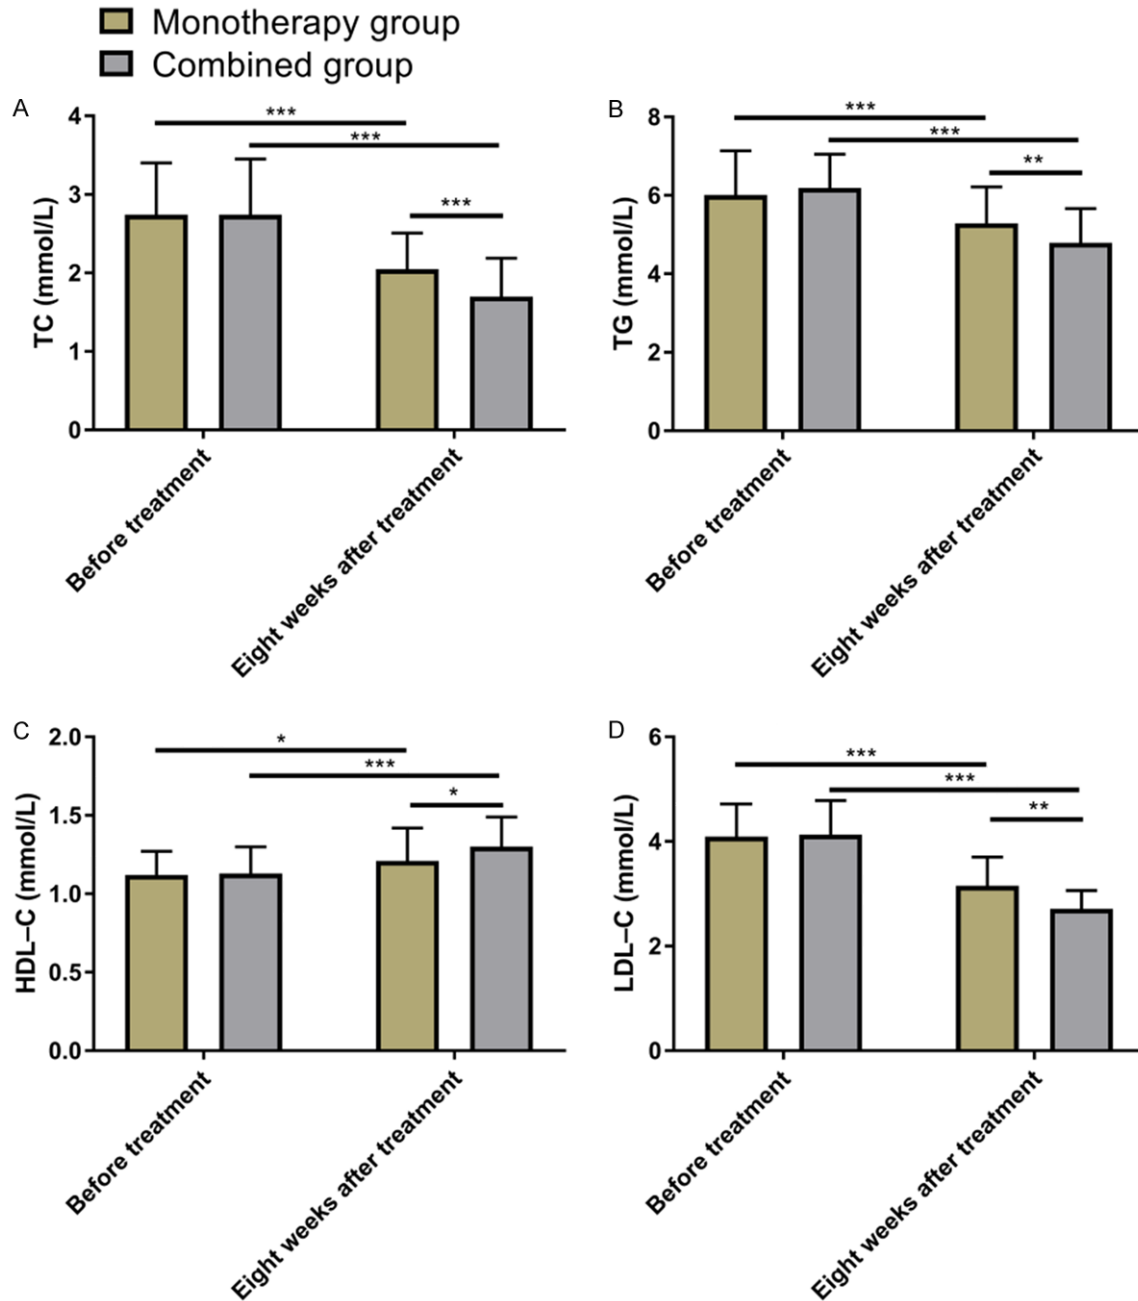 Monotherapy group
Combined group
A
4
3
2
1
0
TC (mmol/L)
***
***
***
Before treatment
Eight weeks after treatment
B
8
6
4
2
0
TG (mmol/L)
***
***
**
Before treatment
Eight weeks after treatment
C
2.0
1.5
1.0
0.5
0.0
HDL–C (mmol/L)
*
***
*
Before treatment
Eight weeks after treatment
D
6
4
2
0
LDL–C (mmol/L)
***
***
**
Before treatment
Eight weeks after treatment